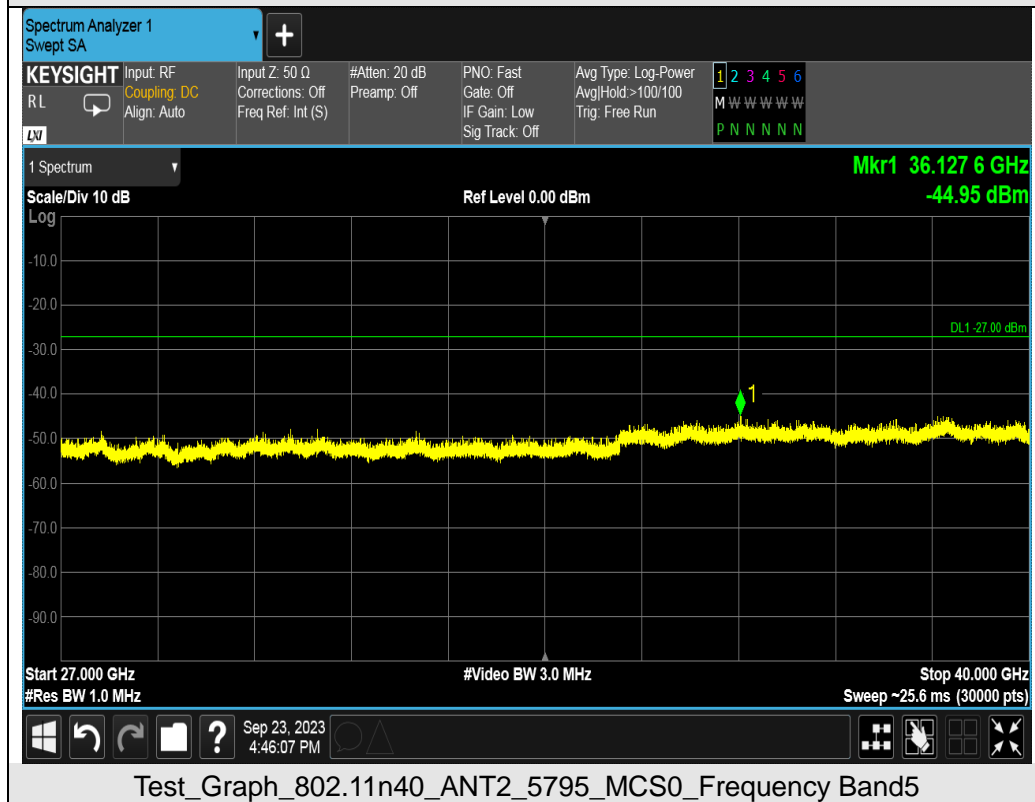 Spectrum Analyzer 1
Swept SA
▼
+
KEYSIGHT
RL
LXI
Input: RF
Coupling: DC
Align: Auto
Input Z: 50 Ω
Corrections: Off
Freq Ref: Int (S)
#Atten: 20 dB
Preamp: Off
PNO: Fast
Gate: Off
IF Gain: Low
Sig Track: Off
Avg Type: Log-Power
Avg|Hold:>100/100
Trig: Free Run
1 2 3 4 5 6
M W W W W W
P N N N N N
1 Spectrum ▼
Mkr1 36.127 6 GHz
Scale/Div 10 dB Ref Level 0.00 dBm -44.95 dBm
Log
-10.0
-20.0
DL1 -27.00 dBm
-30.0
-40.0
1
-50.0
-60.0
-70.0
-80.0
-90.0
Start 27.000 GHz #Video BW 3.0 MHz Stop 40.000 GHz
#Res BW 1.0 MHz Sweep ~25.6 ms (30000 pts)
?
Sep 23, 2023
4:46:07 PM
Test_Graph_802.11n40_ANT2_5795_MCS0_Frequency Band5